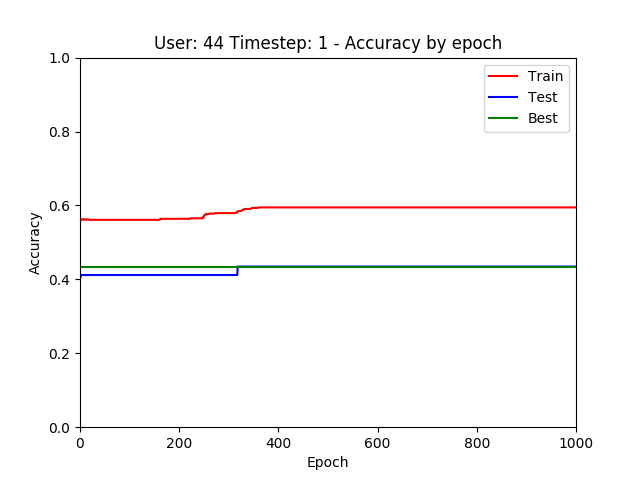 User: 44 Timestep: 1 - Accuracy by epoch
1.0
Train
Test
Best
0.8
0.6
Accuracy
0.4
0.2
0.0
0 200 400 600 800 1000
Epoch